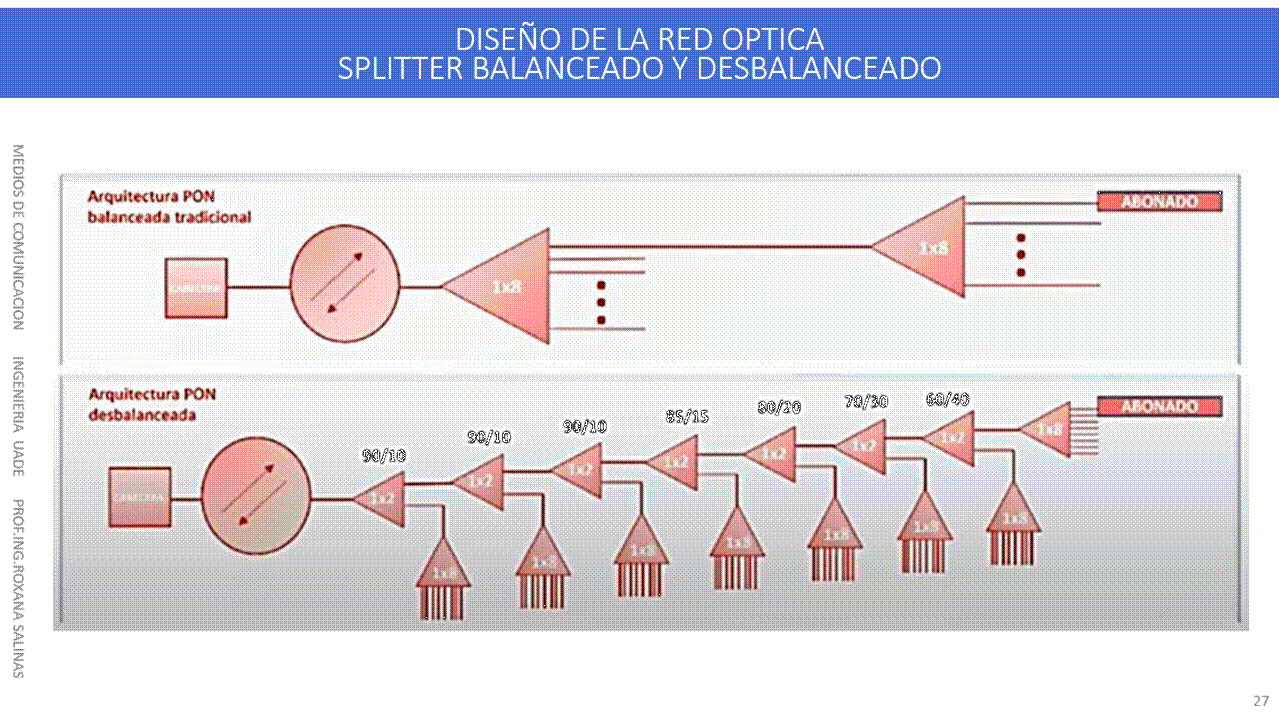 DISEÑO DE LA RED OPTICA
SPLITTER BALANCEADO Y DESBALANCEADO
MEDIOS DE COMUNICACION INGENIERIA UADE PROF.ING.ROXANA SALINAS
Arquitectura PON
balanceada tradicional
ABONADO
1x8
1x8
Arquitectura PON
desbalanceada
ABONADO
90/10
90/10
90/10
85/15
80/20
70/30
60/40
1x2
1x2
1x2
1x2
1x2
1x2
1x2
1x8
1x8
1x8
1x8
1x8
1x8
1x8
1x8
27